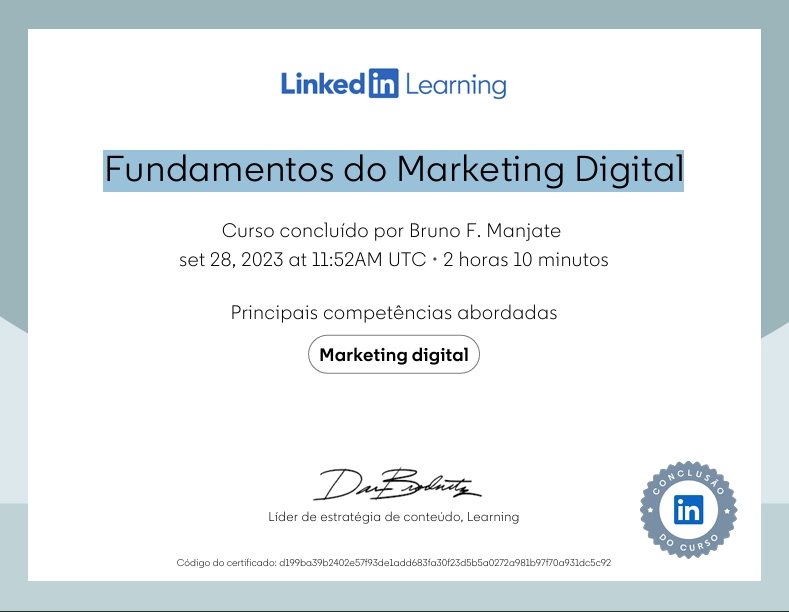 Linked in Learning
Fundamentos do Marketing Digital
Curso concluído por Bruno F. Manjate
set 28, 2023 at 11:52AM UTC • 2 horas 10 minutos
Principais competências abordadas
Marketing digital
Líder de estratégia de conteúdo, Learning
CONCLUSÃO
in
DO CURSO
Código do certificado: d199ba39b2402e57f93de1add683fa30f23d5b5a0272a981b97f70a931dc5c92